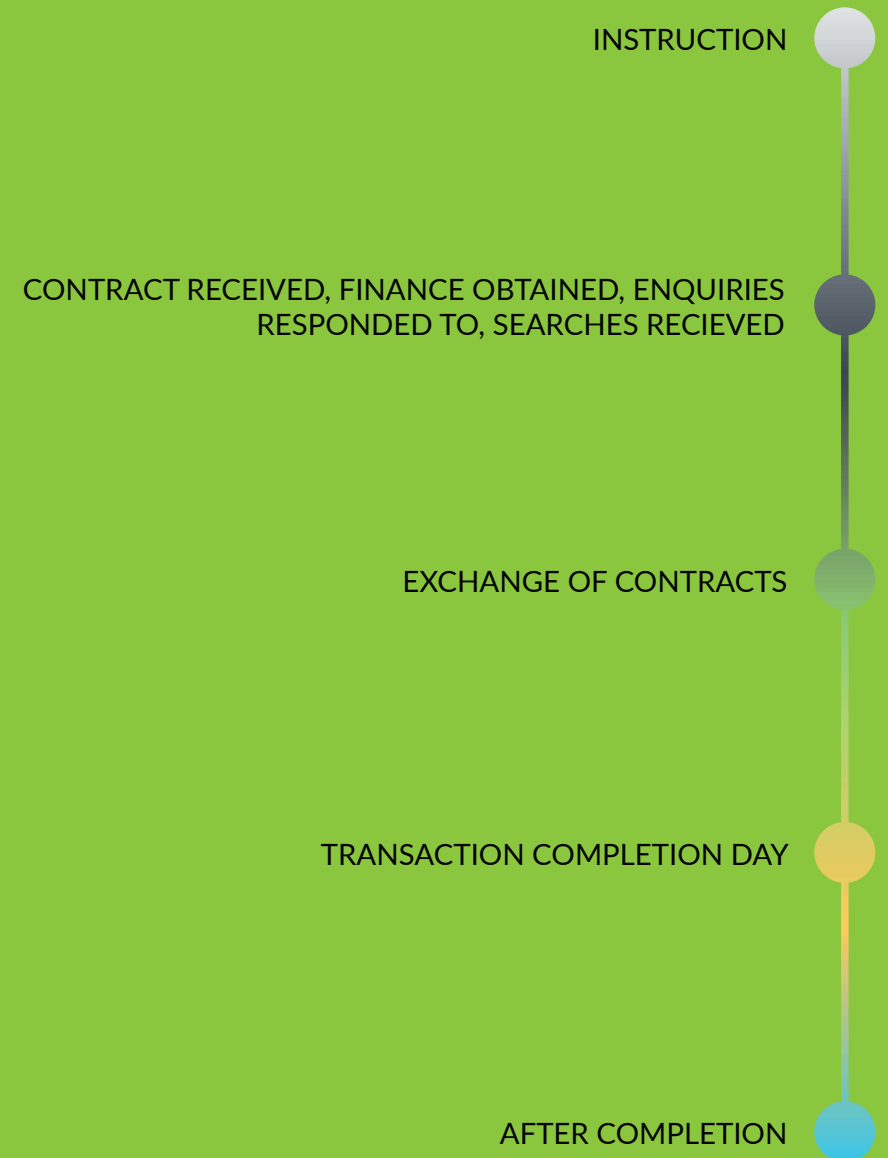 INSTRUCTION
CONTRACT RECEIVED, FINANCE OBTAINED, ENQUIRIES
RESPONDED TO, SEARCHES RECIEVED
EXCHANGE OF CONTRACTS
TRANSACTION COMPLETION DAY
AFTER COMPLETION